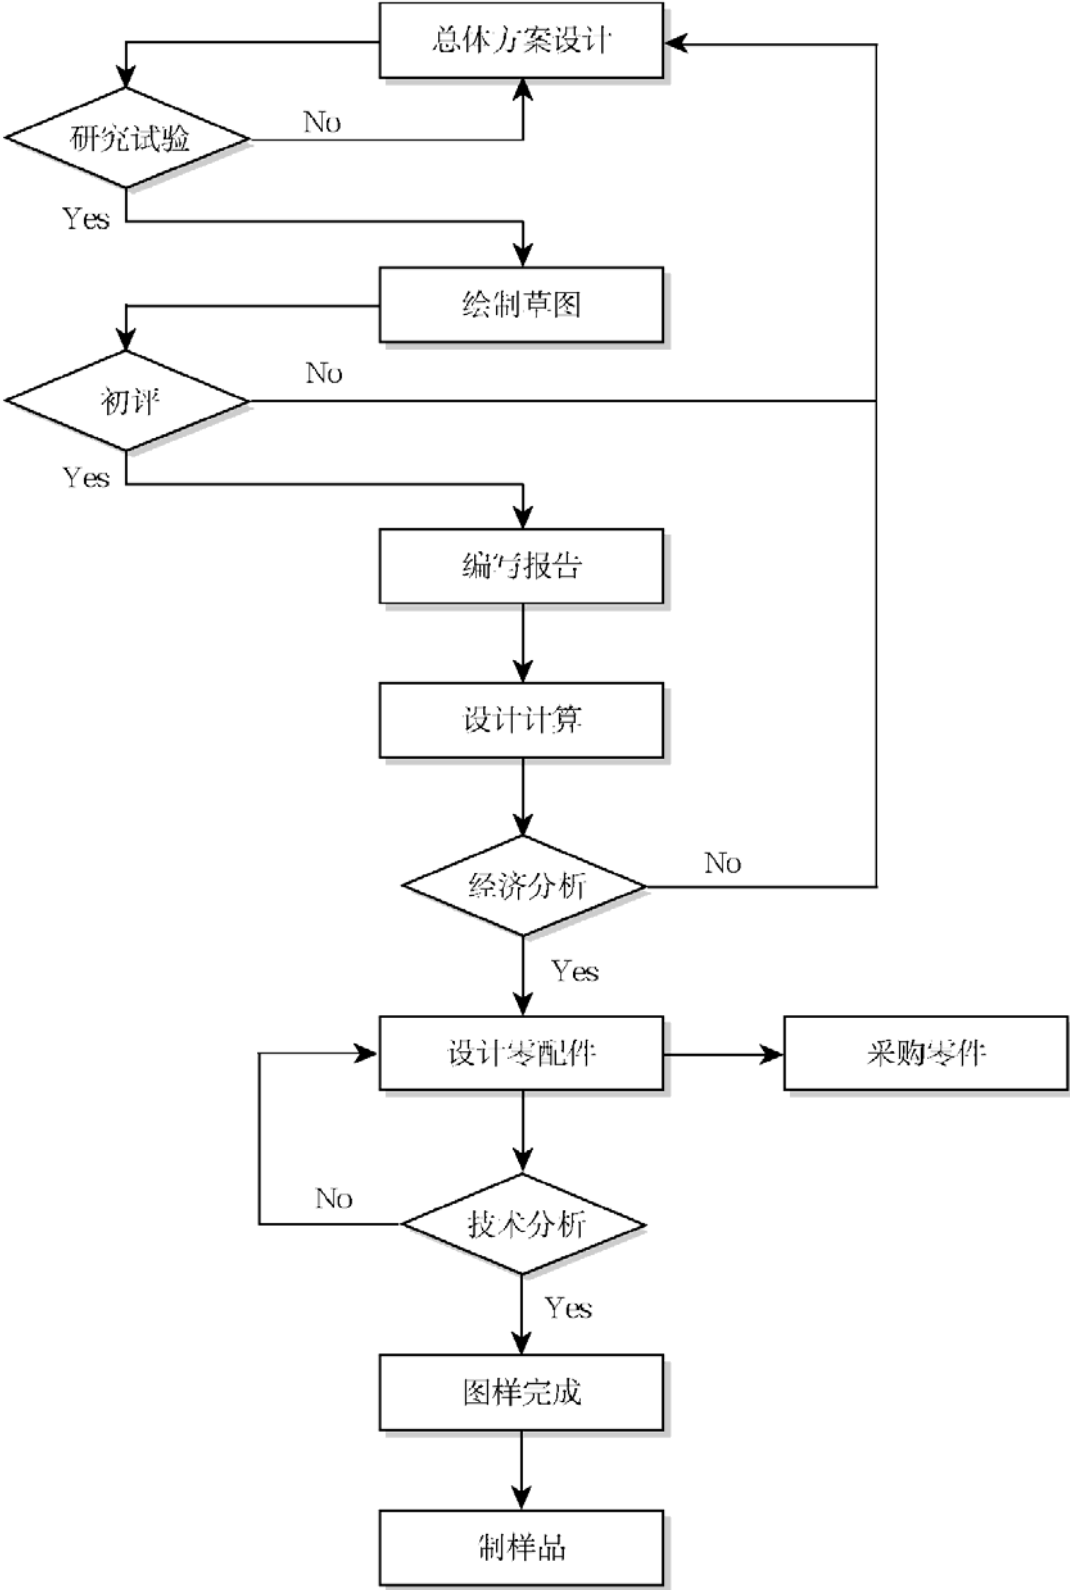 总体方案设计
研究试验
No
Yes
绘制草图
No
初评
Yes
编写报告
设计计算
No
经济分析
Yes
设计零配件
采购零件
No
技术分析
Yes
图样完成
制样品